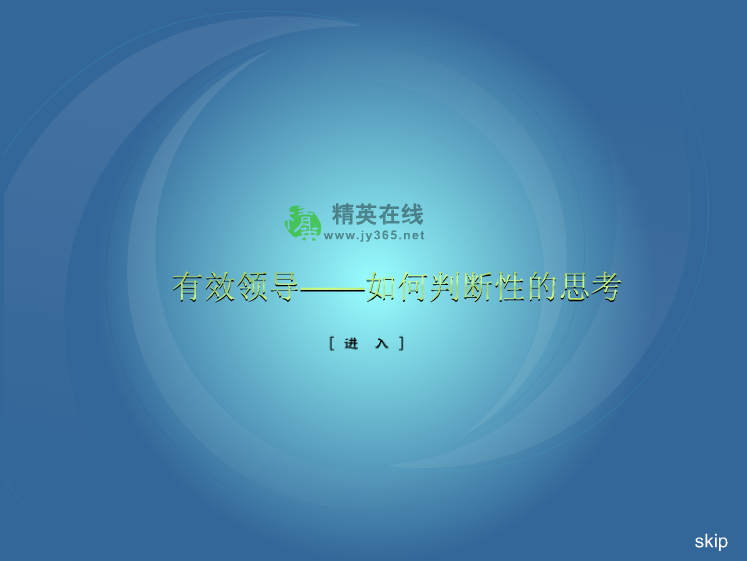 精英在线
www.jy365.net
有效领导——如何判断性的思考
[ 进 入 ]
skip